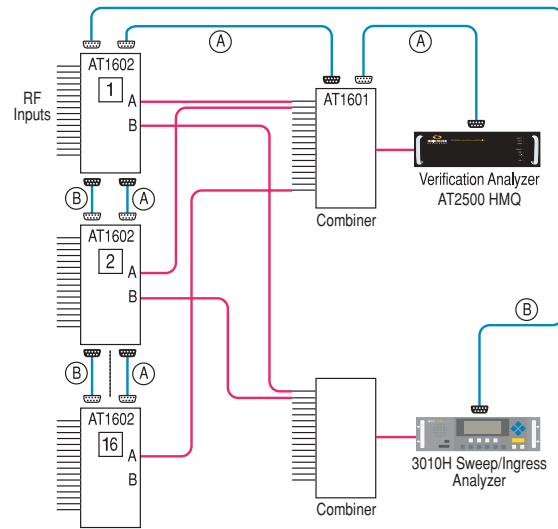 A
A
AT1602
1
A
B
RF
Inputs
AT1601
Combiner
Verification Analyzer
AT2500 HMQ
B
A
AT1602
2
A
B
B
B
A
AT1602
16
A
B
Combiner
3010H Sweep/Ingress
Analyzer